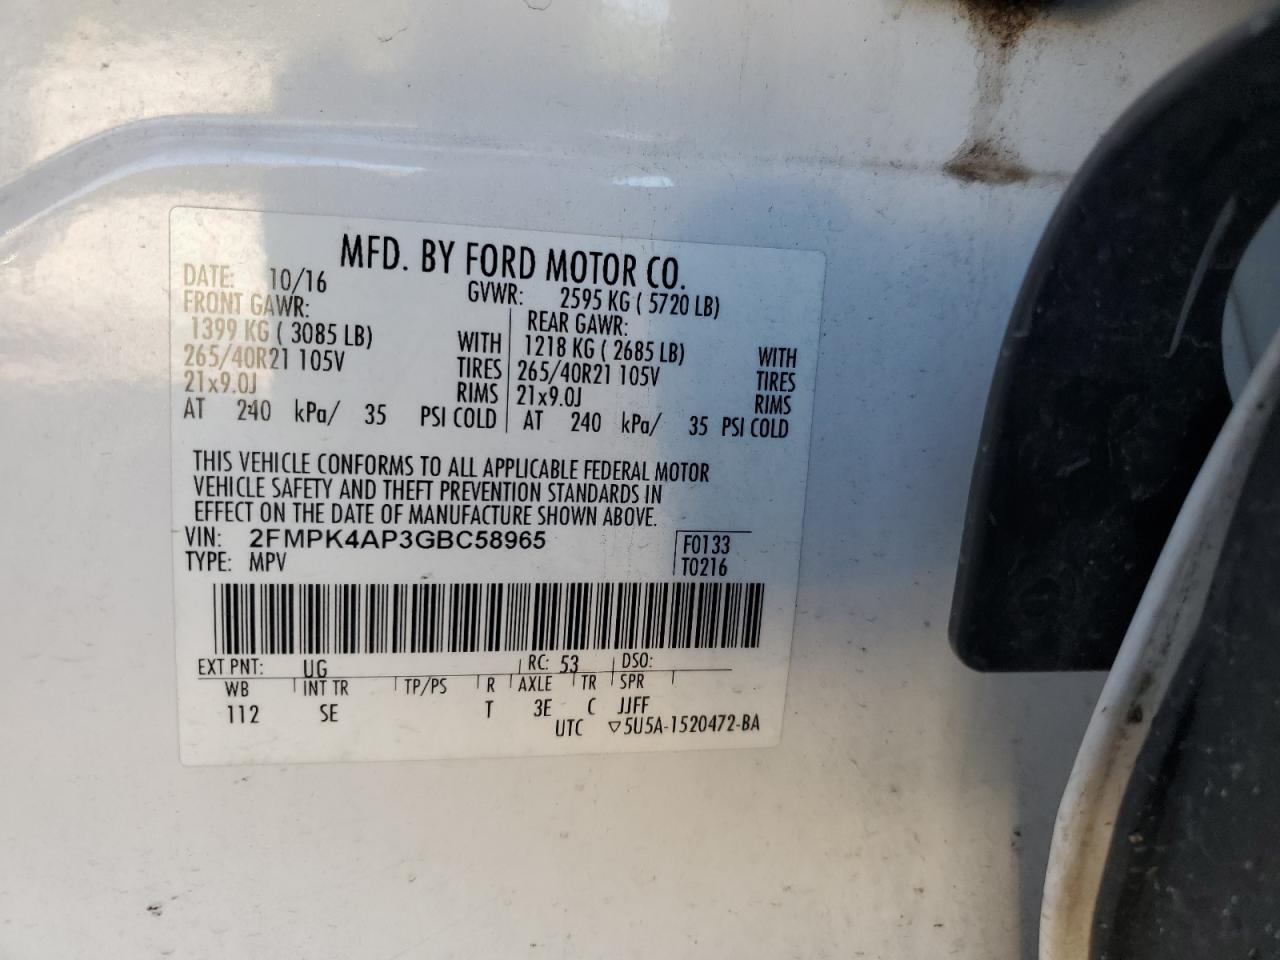 MFD. BY FORD MOTOR CO.
DATE: 10/16 GVWR: 2595 KG ( 5720 LB)
FRONT GAWR: REAR GAWR:
1399 KG ( 3085 LB) WITH 1218 KG ( 2685 LB) WITH
265/40R21 105V TIRES 265/40R21 105V TIRES
21x9.0J RIMS 21x9.0J RIMS
AT 240 kPa/ 35 PSI COLD AT 240 kPa/ 35 PSI COLD
THIS VEHICLE CONFORMS TO ALL APPLICABLE FEDERAL MOTOR
VEHICLE SAFETY AND THEFT PREVENTION STANDARDS IN
EFFECT ON THE DATE OF MANUFACTURE SHOWN ABOVE.
VIN: 2FMPK4AP3GBC58965 F0133
TYPE: MPV T0216
EXT PNT: UG RC: 53 DSO:
WB INT TR TP/PS R AXLE TR SPR
112 SE T 3E C JJFF
UTC ▽5U5A-1520472-BA